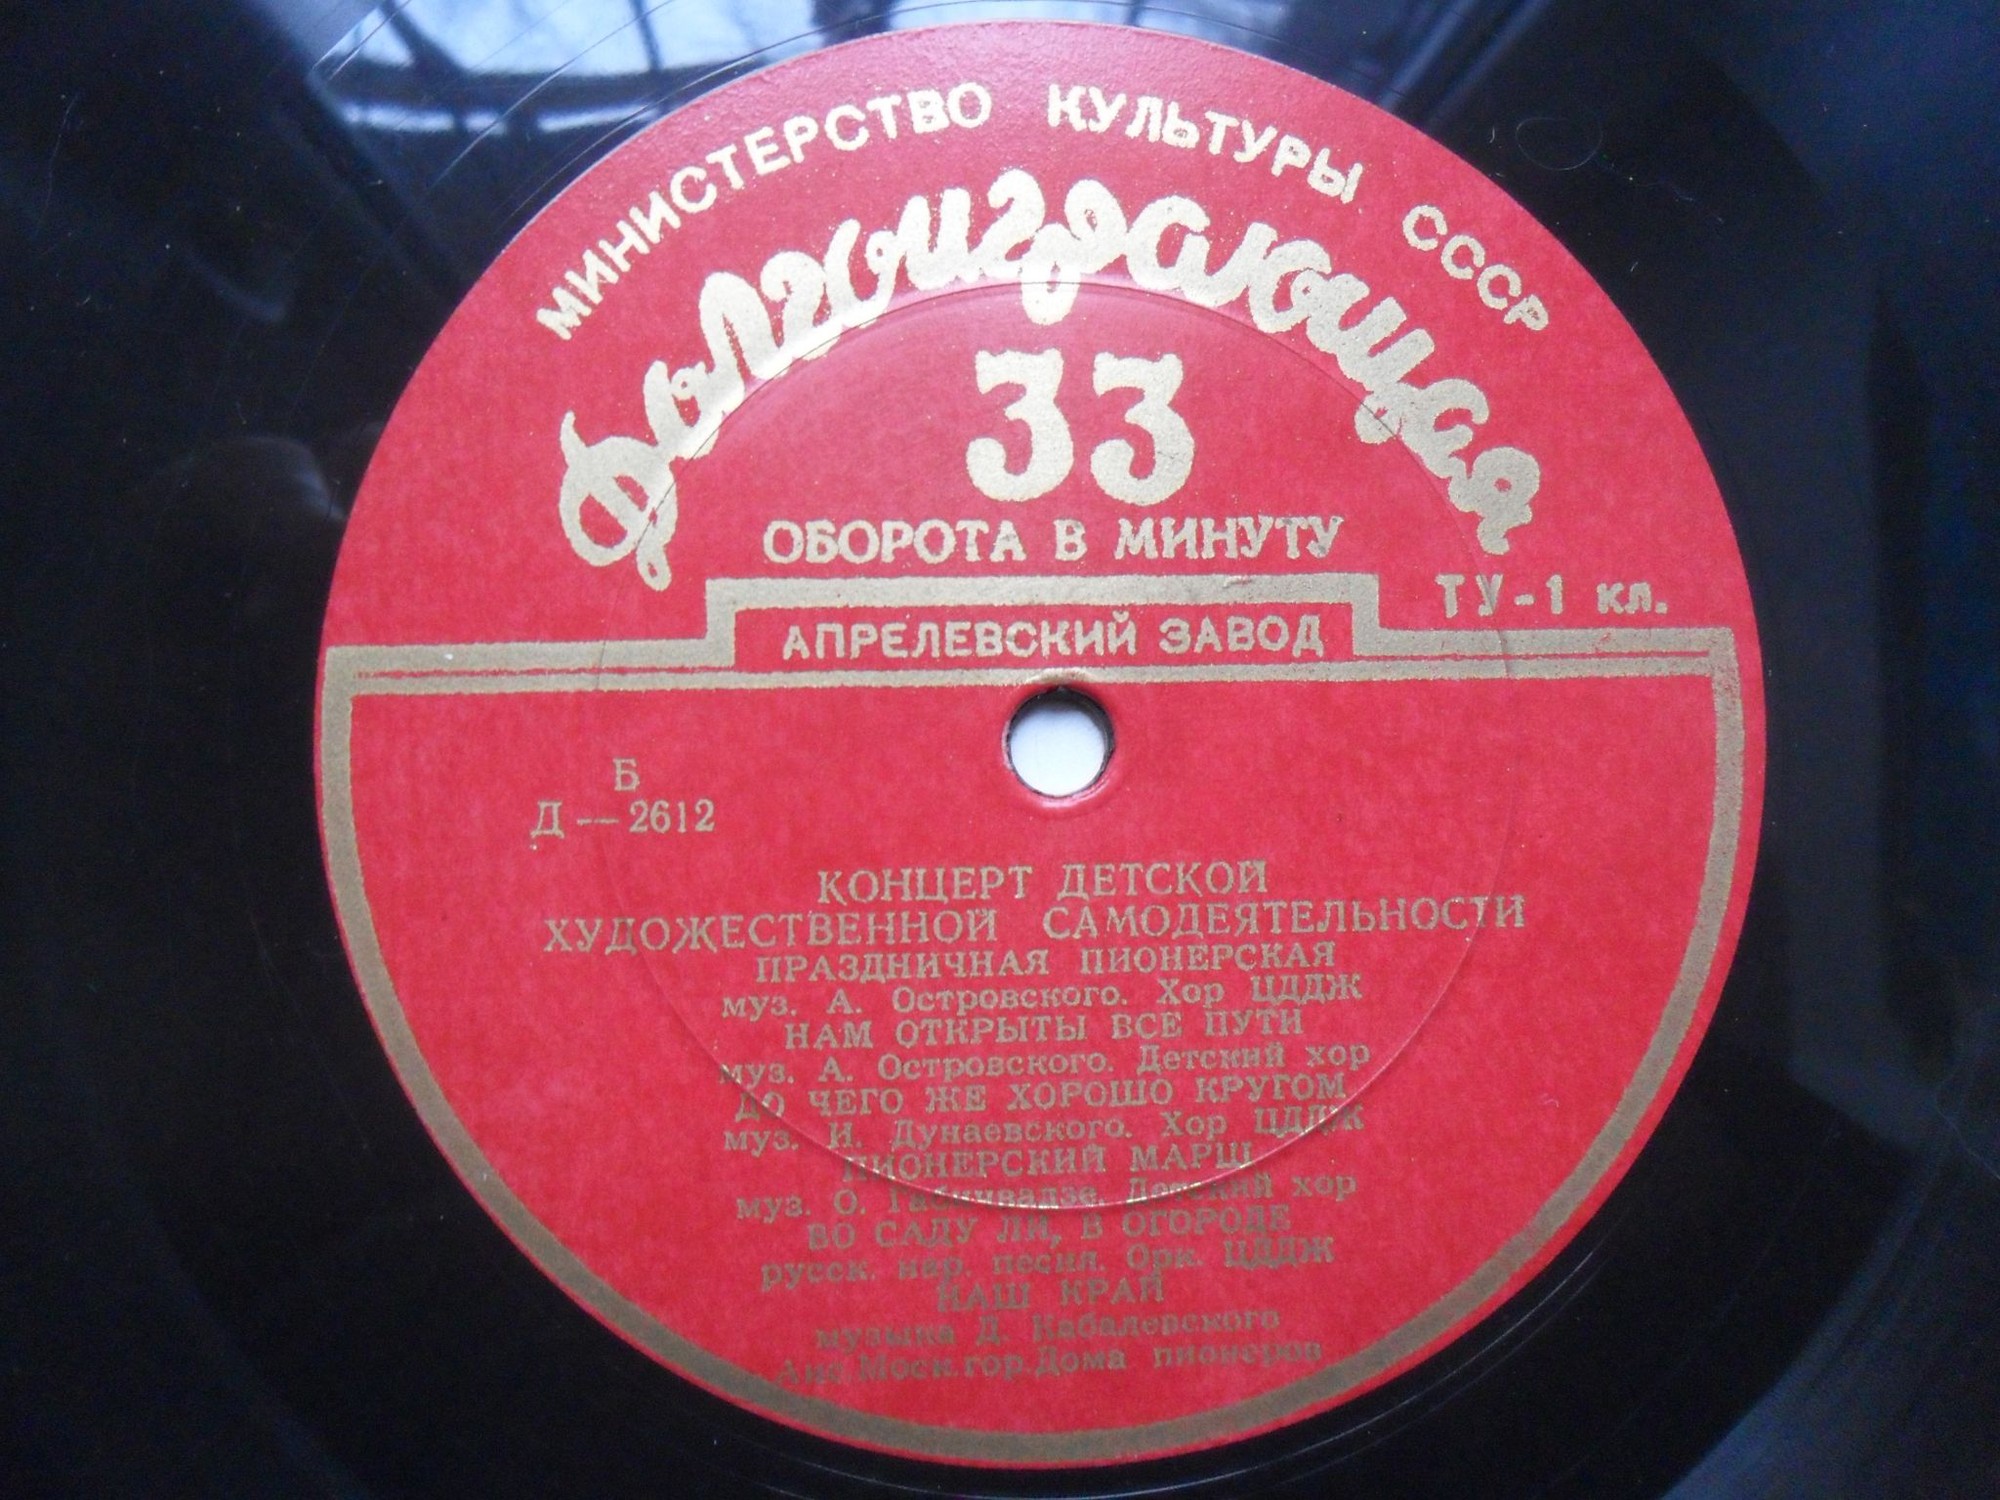 МИНИСТЕРСТВО КУЛЬТУРЫ СССР
Долгоиграющая
33
ОБОРОТА В МИНУТУ
ТУ-1 кл.
АПРЕЛЕВСКИЙ ЗАВОД
Б
Д — 2612
КОНЦЕРТ ДЕТСКОЙ
ХУДОЖЕСТВЕННОЙ САМОДЕЯТЕЛЬНОСТИ
ПРАЗДНИЧНАЯ ПИОНЕРСКАЯ
муз. А. Островского. Хор ЦДДЖ
НАМ ОТКРЫТЫ ВСЕ ПУТИ
муз. А. Островского. Детский хор
ДО ЧЕГО ЖЕ ХОРОШО КРУГОМ
муз. И. Дунаевского. Хор ЦДДЖ
ПИОНЕРСКИЙ МАРШ
муз. О. Габичвадзе. Детский хор
ВО САДУ ЛИ, В ОГОРОДЕ
русск. нар. песня. Орк. ЦДДЖ
НАШ КРАЙ
музыка Д. Кабалевского
Анс. Моск. гор. Дома пионеров